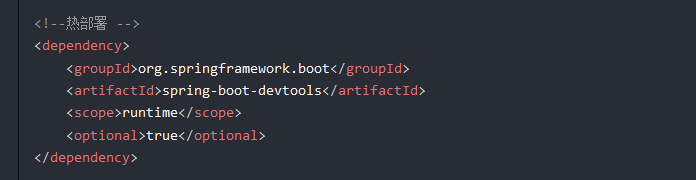 <!--热部署 -->
<dependency>
<groupId>org.springframework.boot</groupId>
<artifactId>spring-boot-devtools</artifactId>
<scope>runtime</scope>
<optional>true</optional>
</dependency>